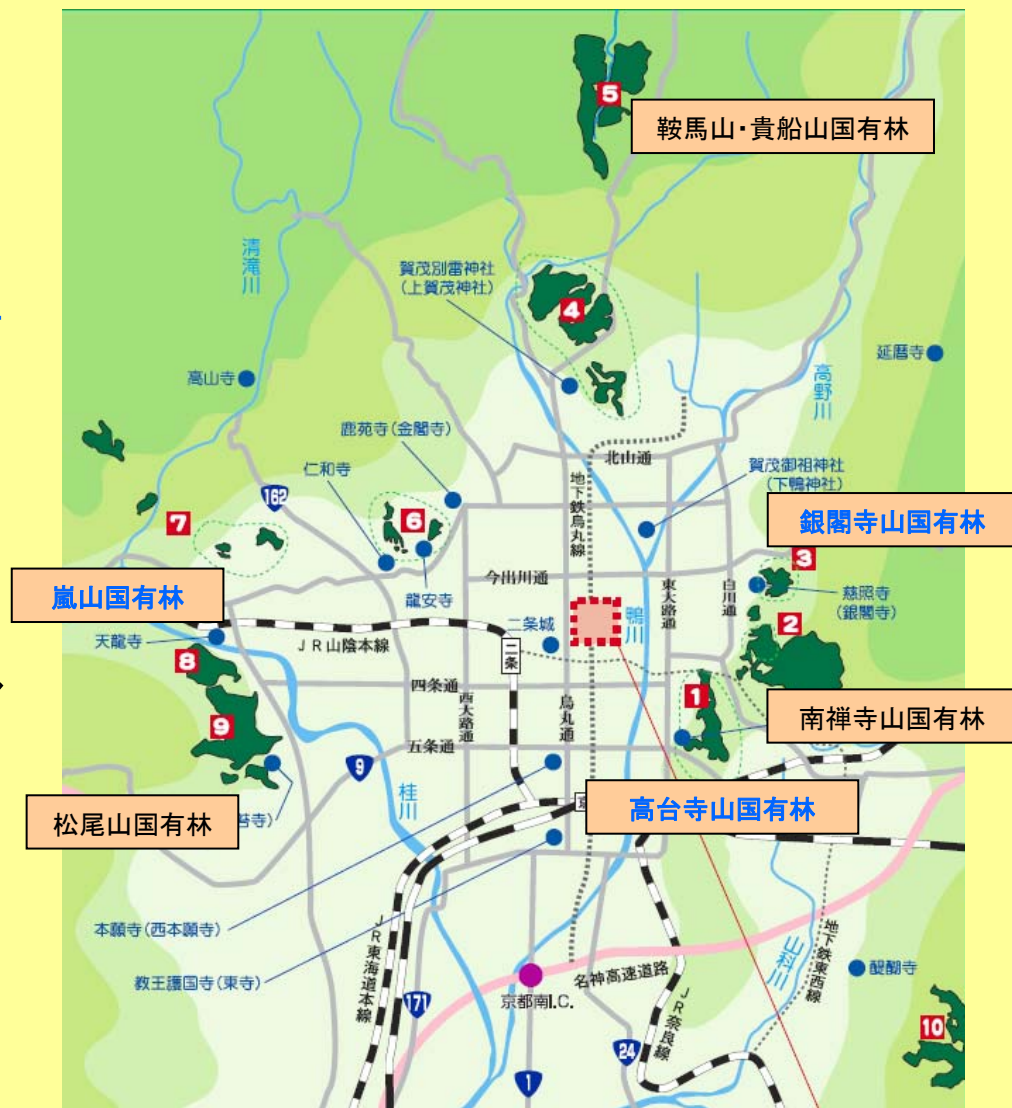 5
鞍馬山・貴船山国有林
清滝川
賀茂別雷神社
(上賀茂神社)
4
延暦寺
高山寺
高野川
鹿苑寺(金閣寺)
北山通
仁和寺
地下鉄烏丸線
賀茂御祖神社
(下鴨神社)
162
7
6
銀閣寺山国有林
3
今出川通
東大路通
白川通
慈照寺
(銀閣寺)
嵐山国有林
龍安寺
鴨川
二条城
2
天龍寺
JR山陰本線
二条
8
四条通
西大路通
烏丸通
1
南禅寺山国有林
9
五条通
9
桂川
高台寺山国有林
松尾山国有林
寺)
本願寺(西本願寺)
教王護国寺(東寺)
JR東海道本線
名神高速道路
京都南I.C.
山科川
地下鉄東西線
醍醐寺
171
JR奈良線
10
24
1